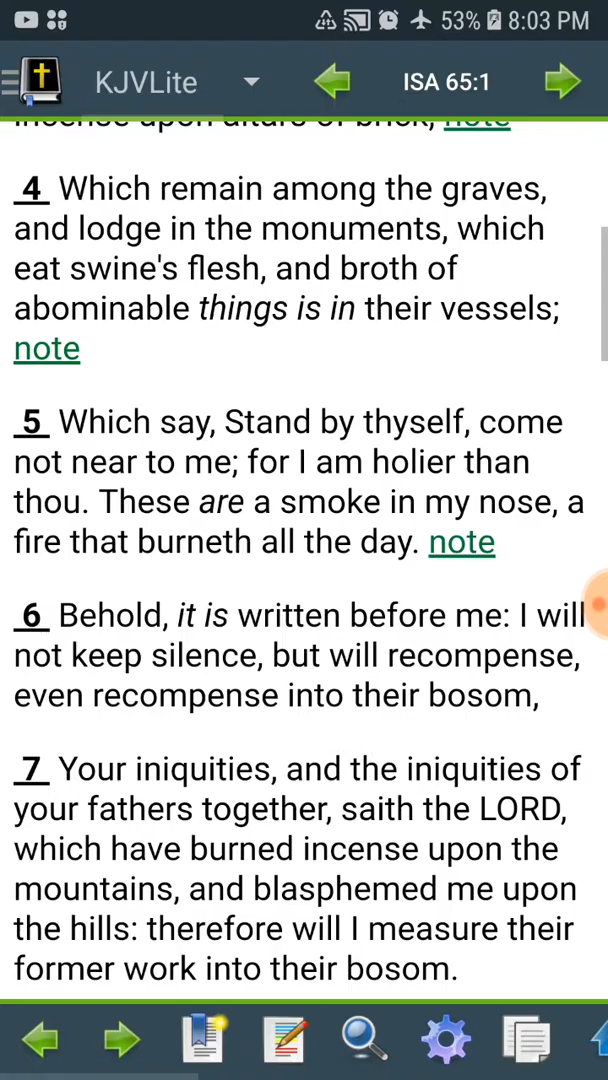 53% 8:03 PM
KJVLite ISA 65:1
incense upon altars of brick; note
4 Which remain among the graves,
and lodge in the monuments, which
eat swine's flesh, and broth of
abominable things is in their vessels;
note
5 Which say, Stand by thyself, come
not near to me; for I am holier than
thou. These are a smoke in my nose, a
fire that burneth all the day. note
6 Behold, it is written before me: I will
not keep silence, but will recompense,
even recompense into their bosom,
7 Your iniquities, and the iniquities of
your fathers together, saith the LORD,
which have burned incense upon the
mountains, and blasphemed me upon
the hills: therefore will I measure their
former work into their bosom.